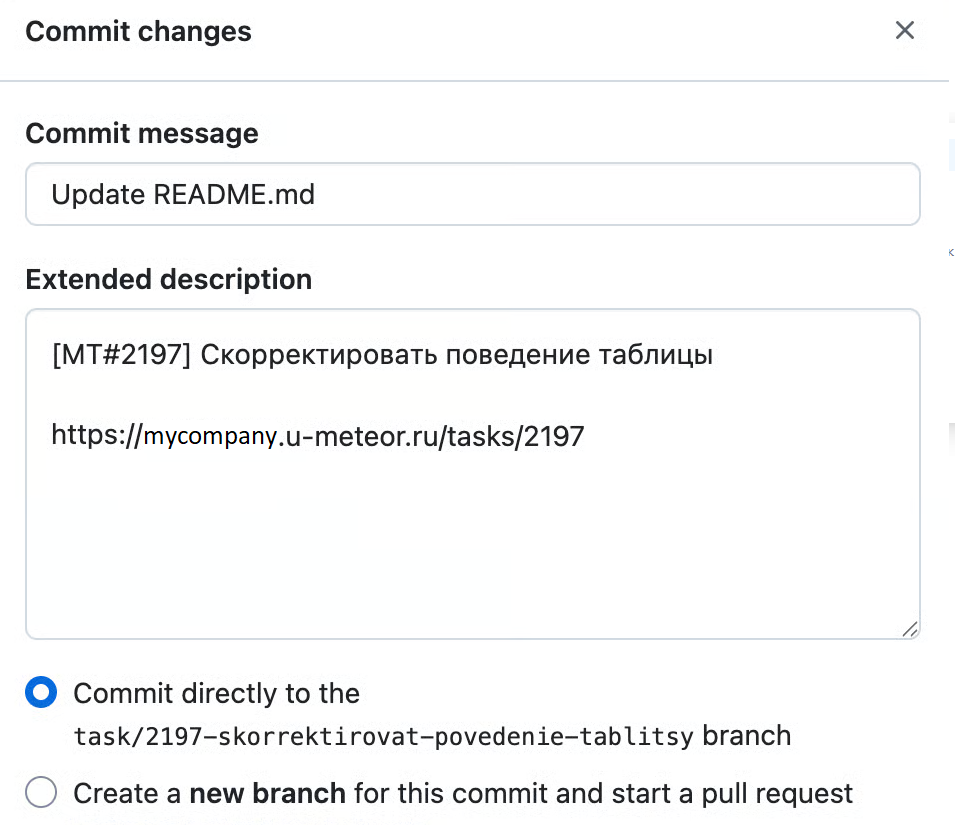 Commit changes
Commit message
Update README.md
Extended description
[MT#2197] Скорректировать поведение таблицы
https://mycompany.u-meteor.ru/tasks/2197
Commit directly to the
task/2197-skorrektirovat-povedenie-tablitsy branch
Create a new branch for this commit and start a pull request